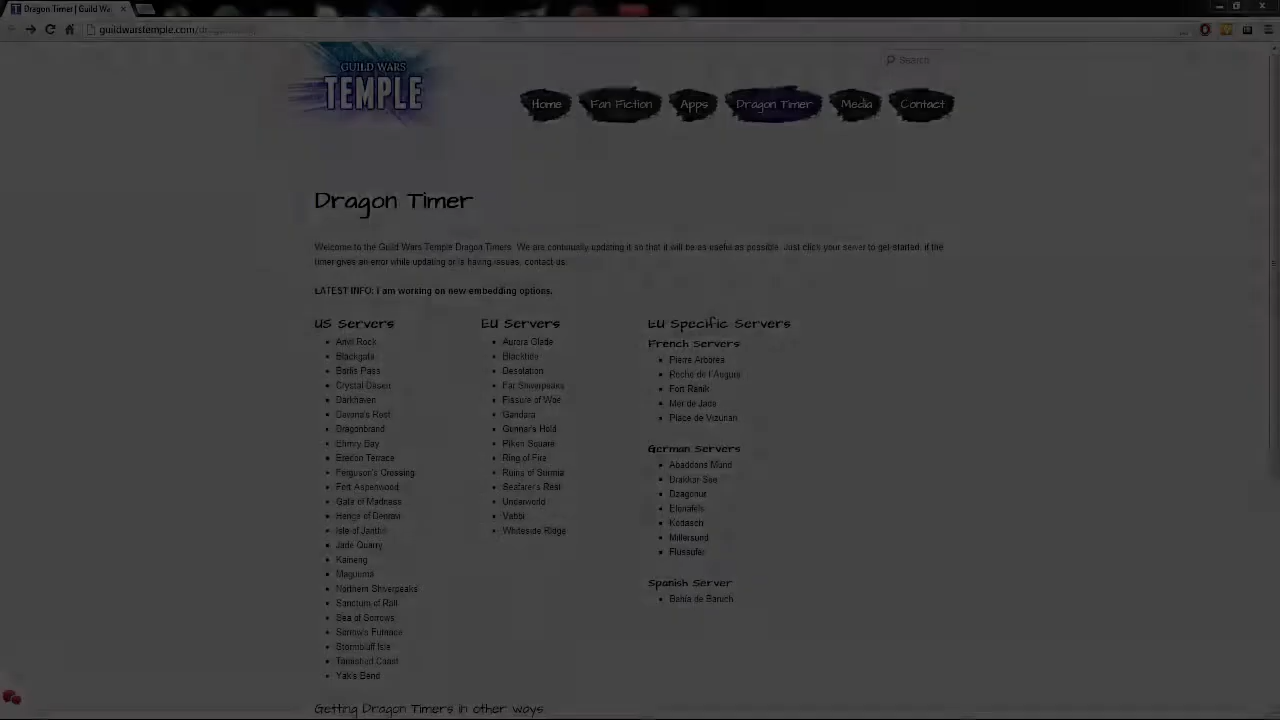 Dragon Timer | Guild Wa
guildwarstemple.com/
GUILD WARS
TEMPLE
Search
Home
Fan Fiction
Apps
Dragon Timer
Media
Contact
Dragon Timer
Welcome to the Guild Wars Temple Dragon Timers. We are continually updating it so that it will be as useful as possible. Just click your server to get started. If the
timer gives an error while updating or is having issues, contact us.
LATEST INFO: I am working on new embedding options.
US Servers
Anvil Rock
Blackgate
Borlis Pass
Crystal Desert
Darkhaven
Devona's Rest
Dragonbrand
Ehmry Bay
Eredon Terrace
Ferguson's Crossing
Fort Aspenwood
Gate of Madness
Henge of Denravi
Isle of Janthir
Jade Quarry
Kaineng
Maguuma
Northern Shiverpeaks
Sanctum of Rall
Sea of Sorrows
Sorrow's Furnace
Stormbluff Isle
Tarnished Coast
Yak's Bend
EU Servers
Aurora Glade
Blacktide
Desolation
Far Shiverpeaks
Fissure of Woe
Gandara
Gunnar's Hold
Piken Square
Ring of Fire
Ruins of Surmia
Seafarer's Rest
Underworld
Vabbi
Whiteside Ridge
EU Specific Servers
French Servers
Pierre Arborea
Roche de l'Augure
Fort Ranik
Mer de Jade
Place de Vizunan
German Servers
Abaddons Mund
Drakkar See
Dzagonur
Elonafels
Kodasch
Millersund
Flussufer
Spanish Server
Bahia de Baruch
Getting Dragon Timers in other ways